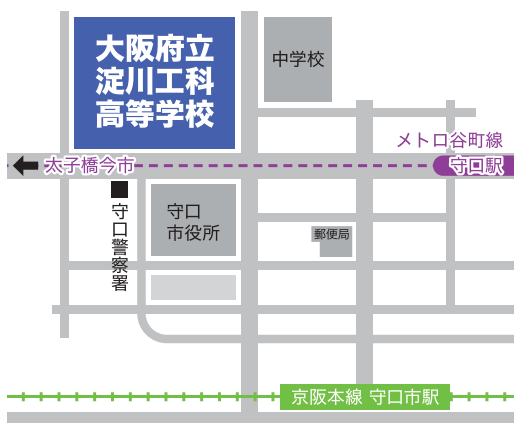 大阪府立
淀川工科
高等学校
中学校
メトロ谷町線
太子橋今市
守口駅
守口警察署
守口
市役所
郵便局
京阪本線 守口市駅